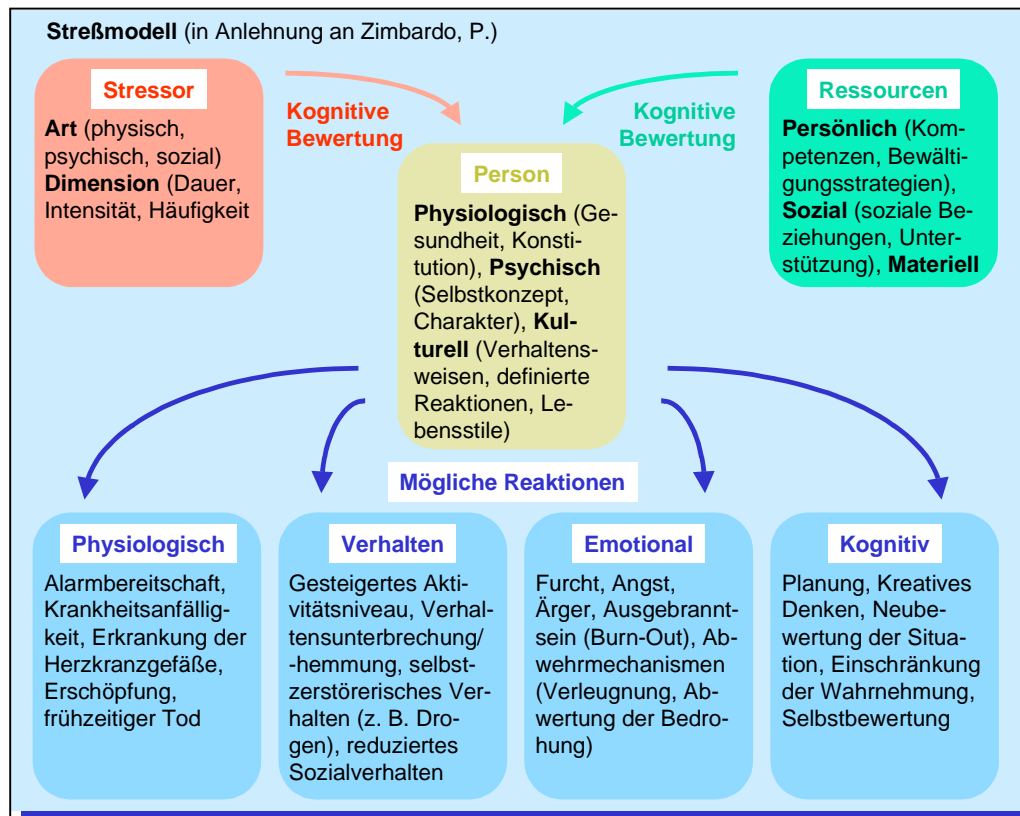 Streßmodell (in Anlehnung an Zimbardo, P.)
Stressor
Art (physisch,
psychisch, sozial)
Dimension (Dauer,
Intensität, Häufigkeit
Kognitive
Bewertung
Kognitive
Bewertung
Ressourcen
Persönlich (Kom-
petenzen, Bewälti-
gungsstrategien),
Sozial (soziale Be-
ziehungen, Unter-
stützung), Materiell
Person
Physiologisch (Ge-
sundheit, Konsti-
tution), Psychisch
(Selbstkonzept,
Charakter), Kul-
turell (Verhaltens-
weisen, definierte
Reaktionen, Le-
bensstile)
Mögliche Reaktionen
Physiologisch
Alarmbereitschaft,
Krankheitsanfällig-
keit, Erkrankung der
Herzkranzgefäße,
Erschöpfung,
frühzeitiger Tod
Verhalten
Gesteigertes Akti-
vitätsniveau, Verhal-
tensunterbrechung/
-hemmung, selbst-
zerstörerisches Ver-
halten (z. B. Dro-
gen), reduziertes
Sozialverhalten
Emotional
Furcht, Angst,
Ärger, Ausgebrannt-
sein (Burn-Out), Ab-
wehrmechanismen
(Verleugnung, Ab-
wertung der Bedro-
hung)
Kognitiv
Planung, Kreatives
Denken, Neube-
wertung der Situa-
tion, Einschränkung
der Wahrnehmung,
Selbstbewertung